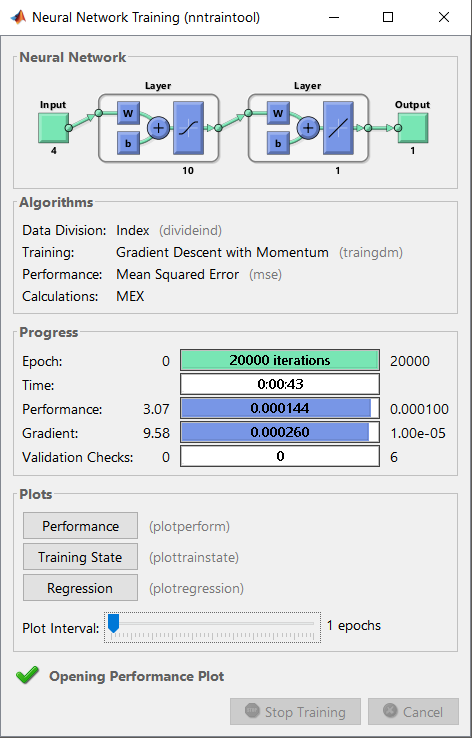 Neural Network Training (nntraintool)
Neural Network
Layer Layer
Input Output
W W
b b
4 10 1 1
Algorithms
Data Division: Index (divideind)
Training: Gradient Descent with Momentum (traingdm)
Performance: Mean Squared Error (mse)
Calculations: MEX
Progress
Epoch: 0 20000 iterations 20000
Time: 0:00:43
Performance: 3.07 0.000144 0.000100
Gradient: 9.58 0.000260 1.00e-05
Validation Checks: 0 0 6
Plots
Performance (plotperform)
Training State (plottrainstate)
Regression (plotregression)
Plot Interval: 1 epochs
Opening Performance Plot
Stop Training Cancel